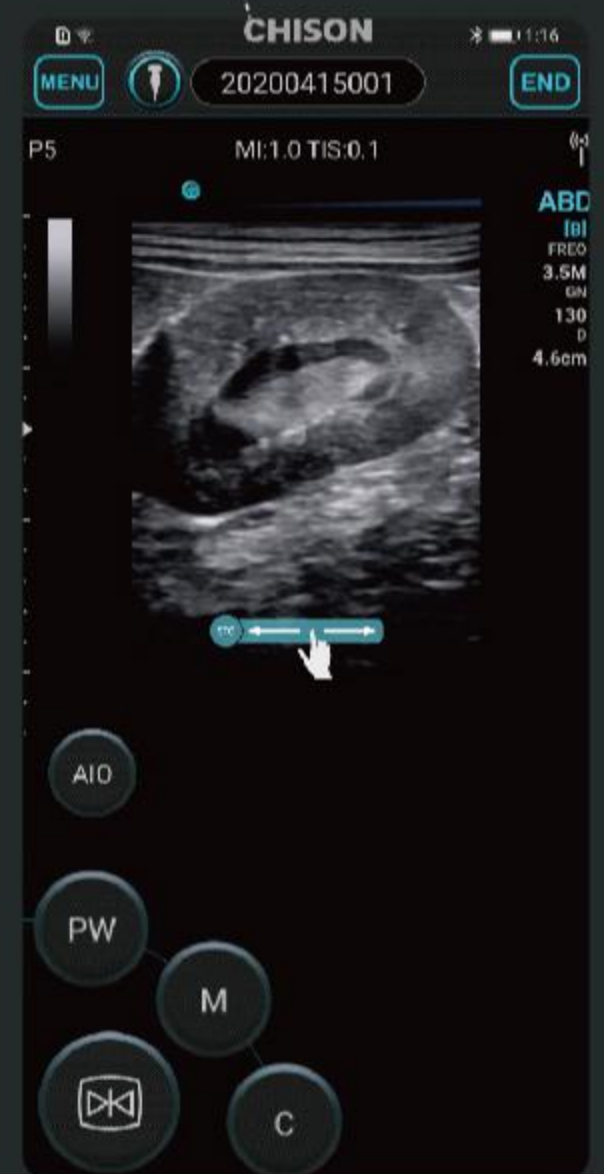 CHISON
1:16
MENU
20200415001
END
P5
MI:1.0 TIS:0.1
ABD
[B]
FREQ
3.5M
GN
130
D
4.6cm
AIO
PW
M
C